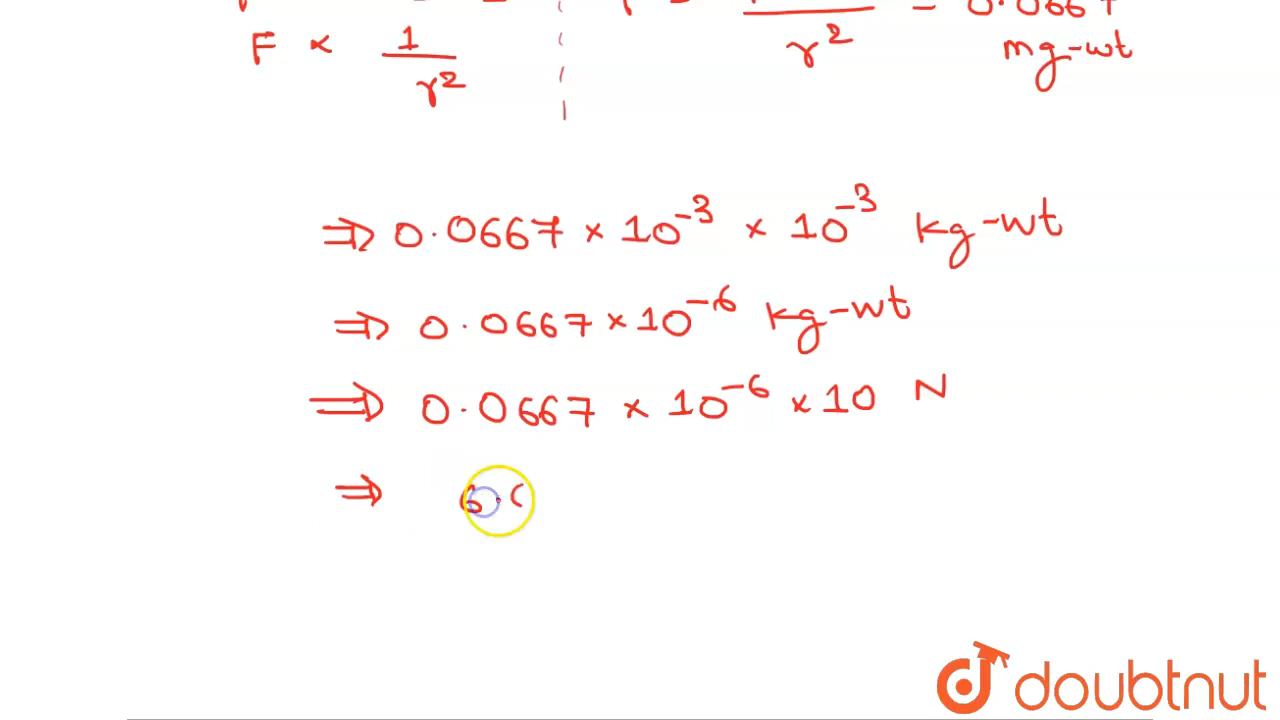 = 0.0667
F ∝ 1/r²
r²
mg-wt
⇒ 0.0667 × 10⁻³ × 10⁻³ kg-wt
⇒ 0.0667 × 10⁻⁶ kg-wt
⇒ 0.0667 × 10⁻⁶ × 10 N
⇒ 6.
doubtnut